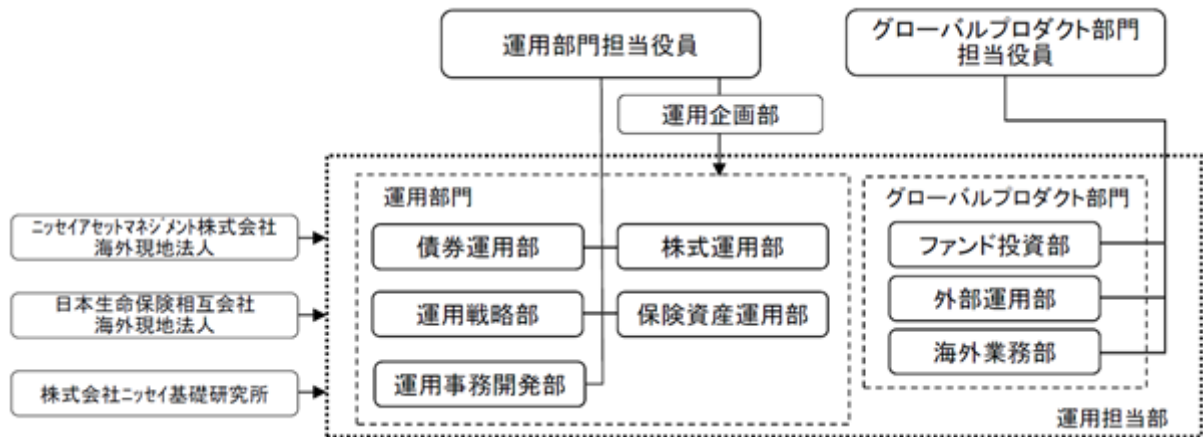 運用部門担当役員
グローバルプロダクト部門
担当役員
運用企画部
運用部門
グローバルプロダクト部門
ニッセイアセットマネジメント株式会社
海外現地法人
債券運用部
株式運用部
ファンド投資部
日本生命保険相互会社
海外現地法人
運用戦略部
保険資産運用部
外部運用部
海外業務部
株式会社ニッセイ基礎研究所
運用事務開発部
運用担当部